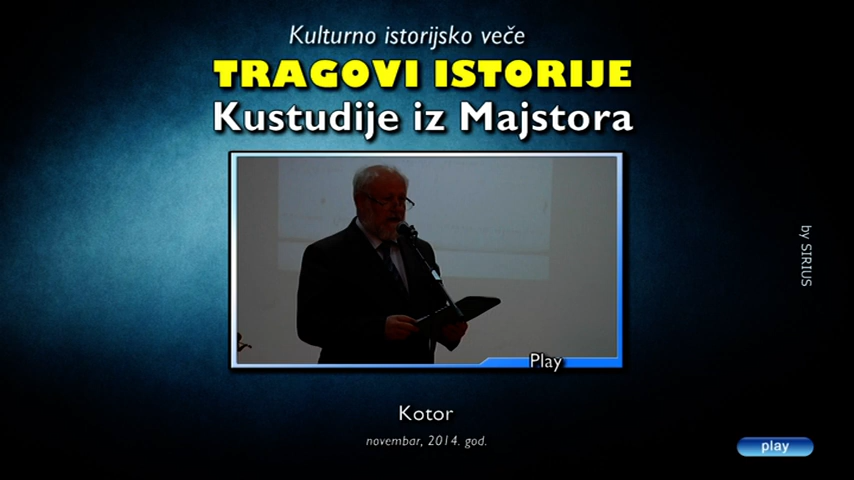 Kulturno istorijsko veče
TRAGOVI ISTORIJE
Kustudije iz Majstora
by SIRIUS
Play
Kotor
novembar, 2014. god.
play